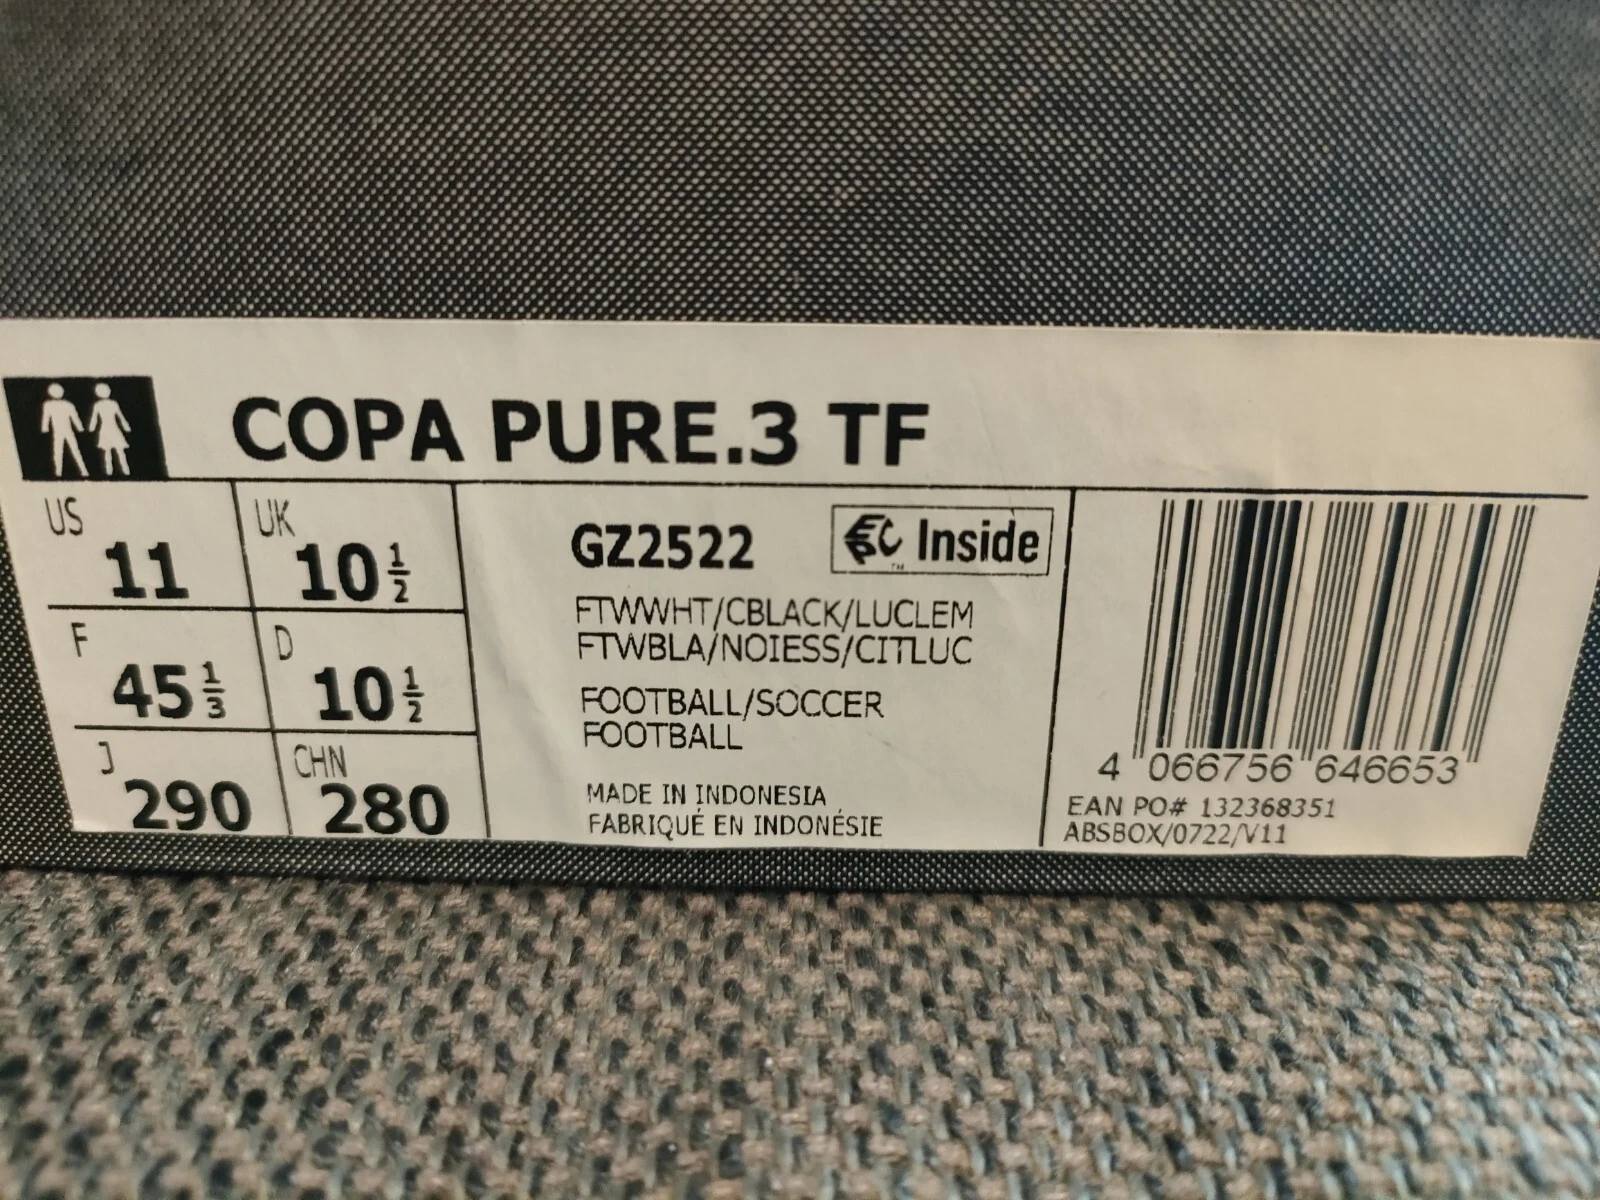 COPA PURE.3 TF
US 11
UK 10 1/2
F 45 1/3
D 10 1/2
J 290
CHN 280
GZ2522
EPC Inside
™
FTWWHT/CBLACK/LUCLEM
FTWBLA/NOIESS/CITLUC
FOOTBALL/SOCCER
FOOTBALL
MADE IN INDONESIA
FABRIQUÉ EN INDONÉSIE
4 066756 646653
EAN PO# 132368351
ABSBOX/0722/V11